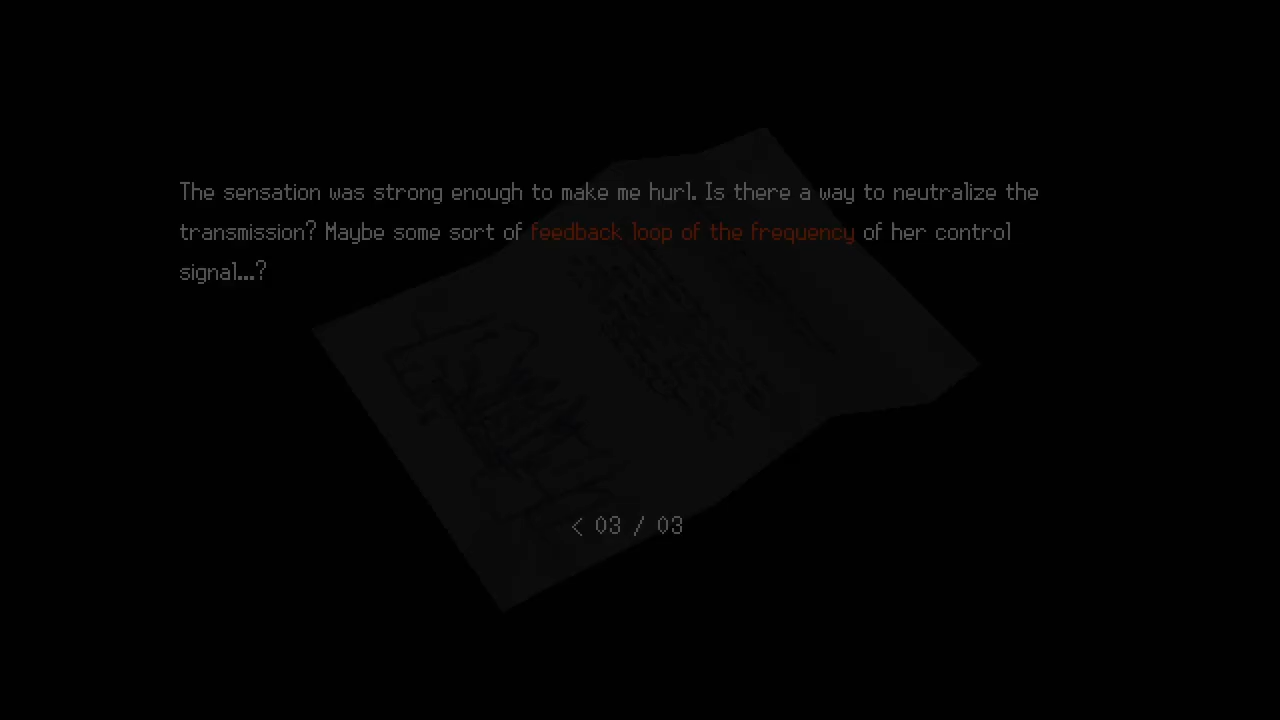 The sensation was strong enough to make me hurl. Is there a way to neutralize the
transmission? Maybe some sort of feedback loop of the frequency of her control
signal...?
< 03 / 03